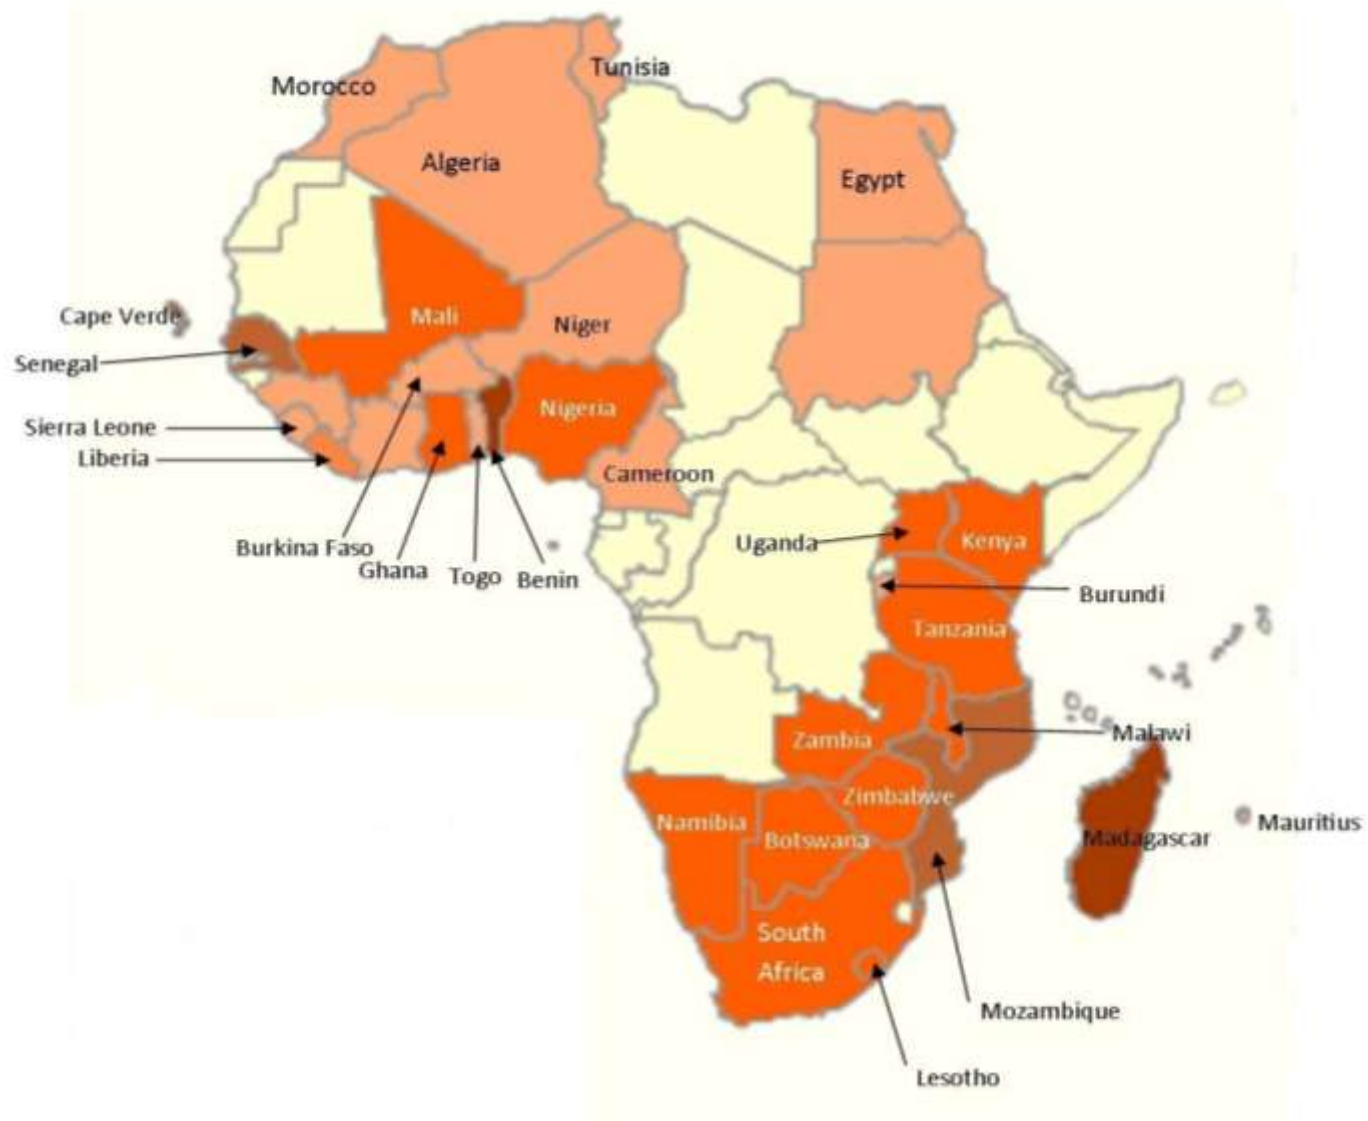 Tunisia
Morocco
Algeria
Egypt
Cape Verde
Mali
Niger
Senegal
Nigeria
Sierra Leone
Liberia
Cameroon
Burkina Faso
Ghana
Togo
Benin
Uganda
Kenya
Burundi
Tanzania
Malawi
Zambia
Zimbabwe
Namibia
Botswana
Madagascar
Mauritius
South
Africa
Mozambique
Lesotho